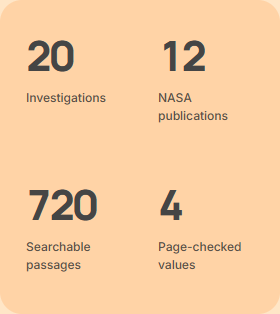 20
Investigations
12
NASA
publications
720
Searchable
passages
4
Page-checked
values